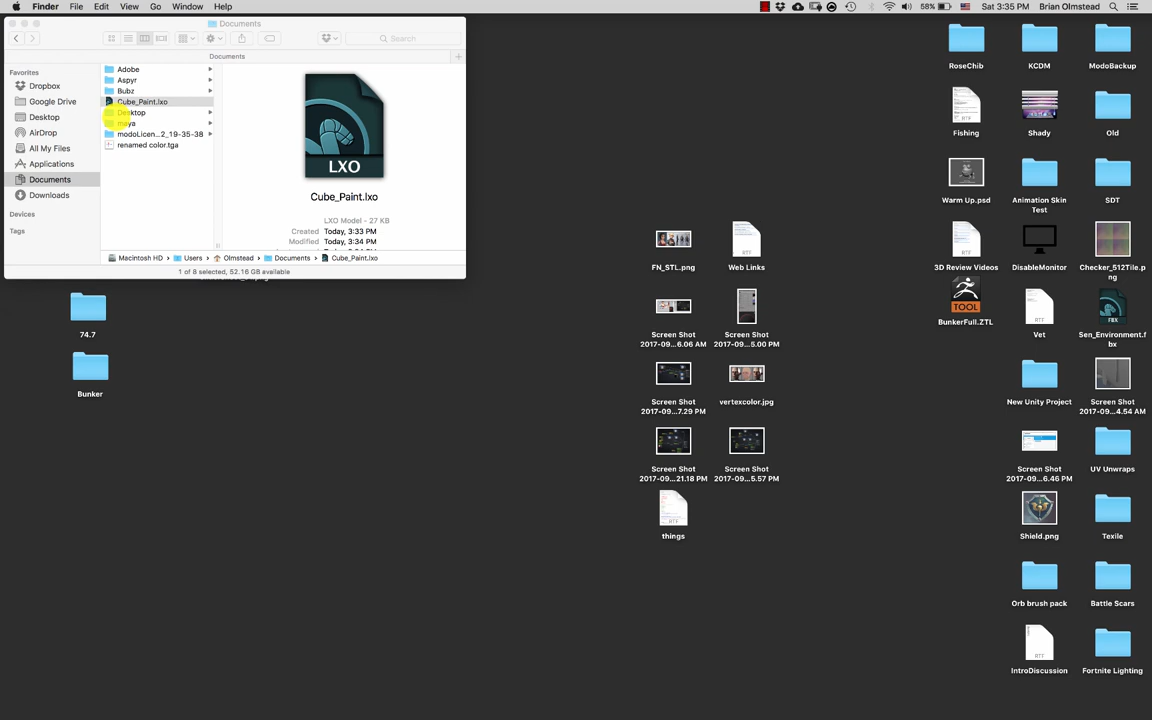 Finder File Edit View Go Window Help
58% Sat 3:35 PM Brian Olmstead
Documents
Search
Documents
Favorites
Dropbox
Google Drive
Desktop
AirDrop
All My Files
Applications
Documents
Downloads
Devices
Tags
Adobe
Aspyr
Bubz
Cube_Paint.lxo
Desktop
maya
modoLicen...2_19-35-38
renamed color.tga
LXO
Cube_Paint.lxo
LXO Model - 27 KB
Created Today, 3:33 PM
Modified Today, 3:34 PM
Macintosh HD Users Olmstead Documents Cube_Paint.lxo
1 of 8 selected, 52.16 GB available
74.7
Bunker
FN_STL.png
Web Links
Screen Shot
2017-09...6.06 AM
Screen Shot
2017-09...5.00 PM
Screen Shot
2017-09...7.29 PM
vertexcolor.jpg
Screen Shot
2017-09...21.18 PM
Screen Shot
2017-09...5.57 PM
RTF
things
RoseChib
KCDM
ModoBackup
RTF
Fishing
Shady
Old
Warm Up.psd
Animation Skin
Test
SDT
RTF
3D Review Videos
DisableMonitor
Checker_512Tile.p
ng
TOOL
BunkerFull.ZTL
RTF
Vet
FBX
Sen_Environment.f
bx
New Unity Project
Screen Shot
2017-09...4.54 AM
Screen Shot
2017-09...6.46 PM
UV Unwraps
Shield.png
Texile
Orb brush pack
Battle Scars
RTF
IntroDiscussion
Fortnite Lighting